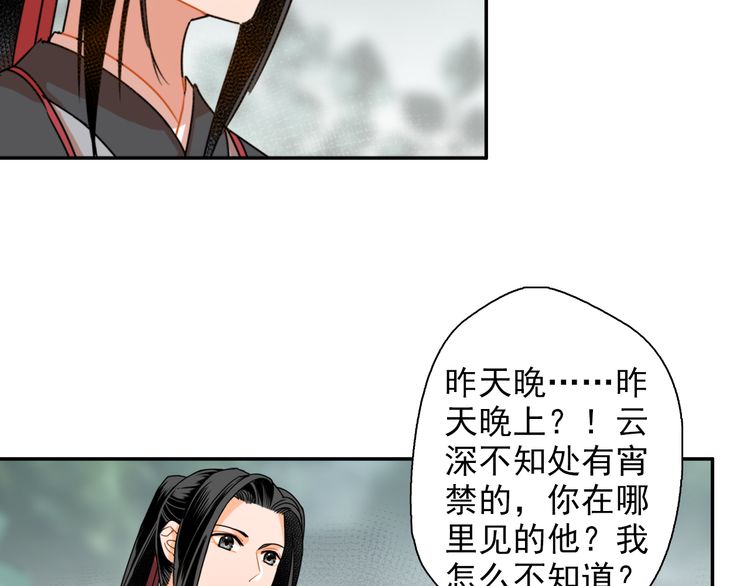 昨天晚……昨
天晚上？！云
深不知处有宵
禁的，你在哪
里见的他？我
怎么不知道？